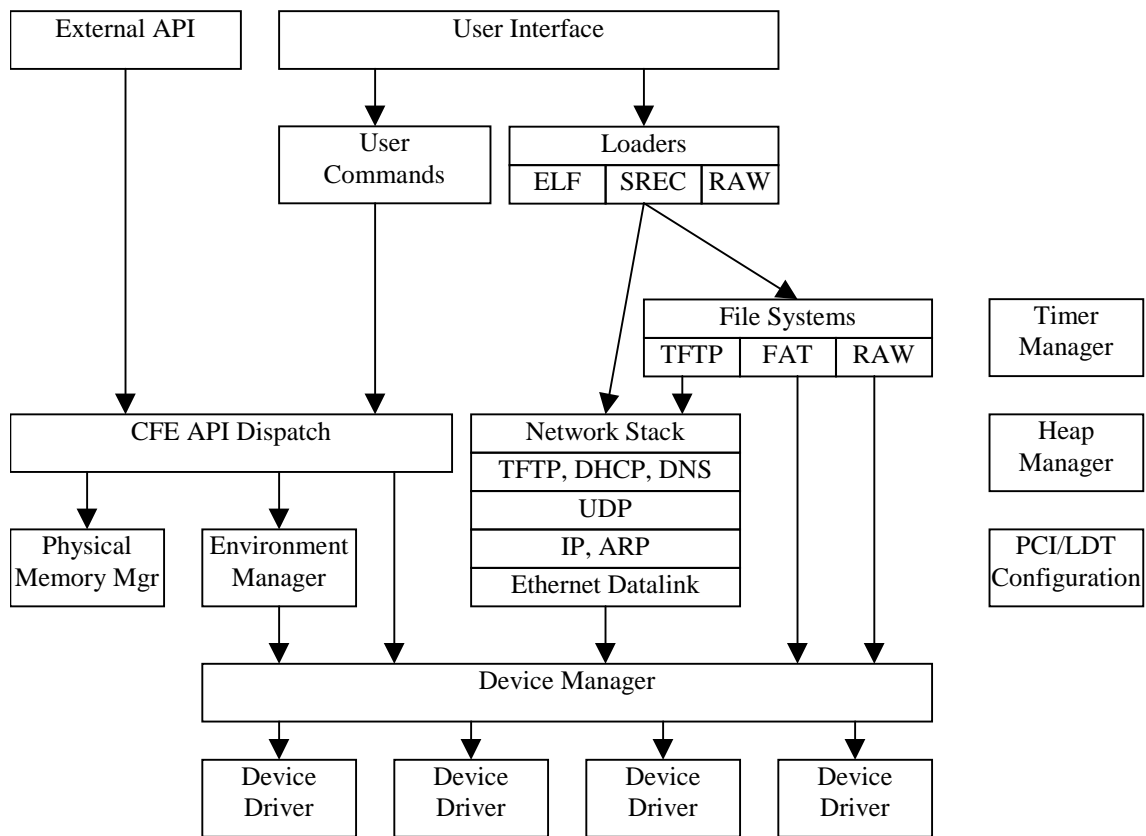 External API
User Interface
User
Commands
Loaders
ELF
SREC
RAW
File Systems
TFTP
FAT
RAW
Timer
Manager
CFE API Dispatch
Network Stack
TFTP, DHCP, DNS
UDP
IP, ARP
Ethernet Datalink
Heap
Manager
Physical
Memory Mgr
Environment
Manager
PCI/LDT
Configuration
Device Manager
Device
Driver
Device
Driver
Device
Driver
Device
Driver